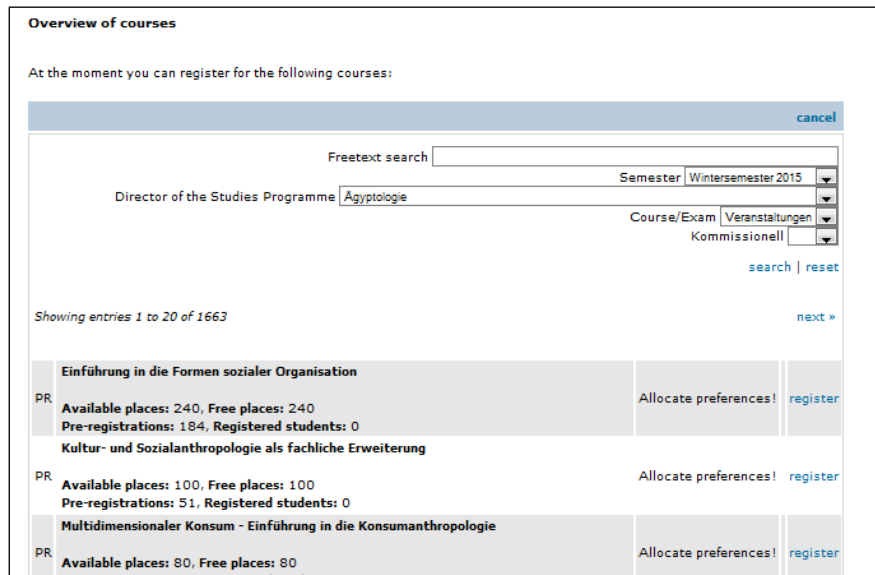 Overview of courses
At the moment you can register for the following courses:
cancel
Freetext search
Semester Wintersemester 2015
Director of the Studies Programme Ägyptologie
Course/Exam Veranstaltungen
Kommissionell
search | reset
Showing entries 1 to 20 of 1663 next »
Einführung in die Formen sozialer Organisation
PR Allocate preferences! register
Available places: 240, Free places: 240
Pre-registrations: 184, Registered students: 0
Kultur- und Sozialanthropologie als fachliche Erweiterung
PR Allocate preferences! register
Available places: 100, Free places: 100
Pre-registrations: 51, Registered students: 0
Multidimensionaler Konsum - Einführung in die Konsumanthropologie
PR Allocate preferences! register
Available places: 80, Free places: 80